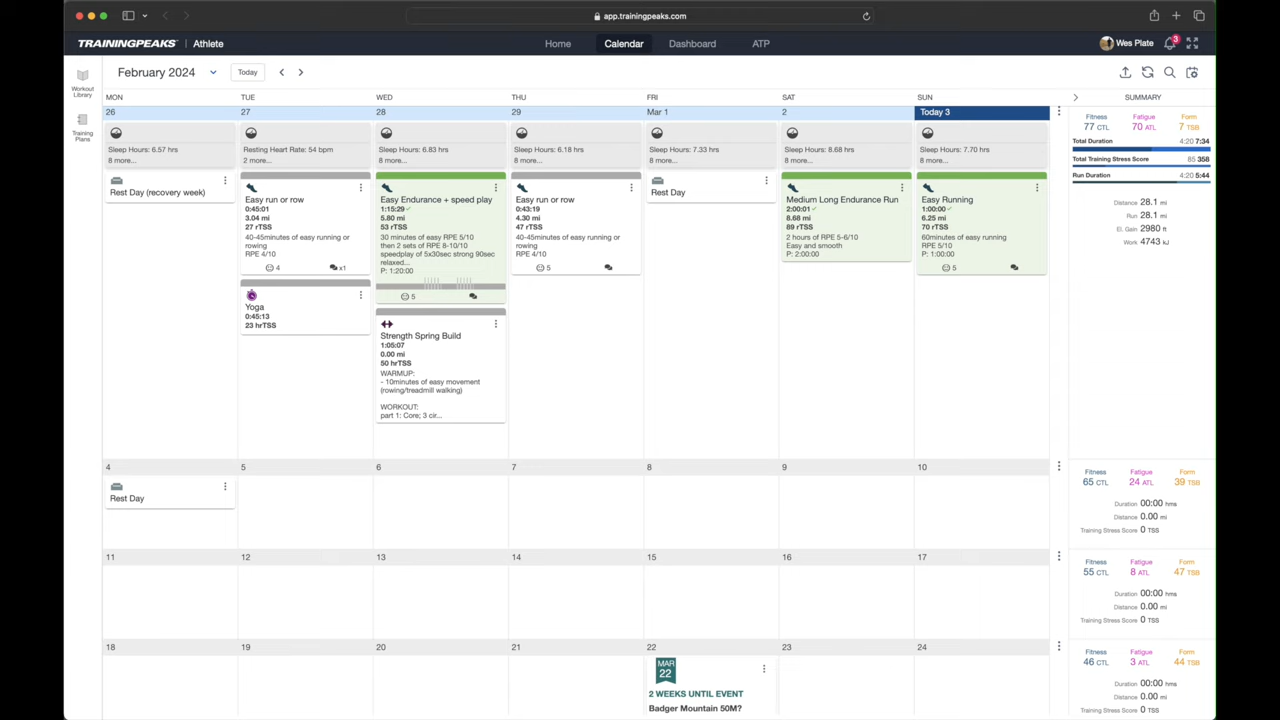 app.trainingpeaks.com
TRAININGPEAKS Athlete
Home
Calendar
Dashboard
ATP
Wes Plate
3
Workout
Library
Training
Plans
February 2024
Today
MON
TUE
WED
THU
FRI
SAT
SUN
SUMMARY
26
27
28
29
Mar 1
2
Today 3
Sleep Hours: 6.57 hrs
8 more...
Rest Day (recovery week)
Resting Heart Rate: 54 bpm
2 more...
Easy run or row
0:45:01
3.04 mi
27 rTSS
40-45minutes of easy running or
rowing
RPE 4/10
4
x1
Yoga
0:45:13
23 hrTSS
Sleep Hours: 6.83 hrs
8 more...
Easy Endurance + speed play
1:15:29
5.80 mi
53 rTSS
30 minutes of easy RPE 5/10
then 2 sets of RPE 8-10/10
speedplay of 5x30sec strong 90sec
relaxed...
P: 1:20:00
5
Strength Spring Build
1:05:07
0.00 mi
50 hrTSS
WARMUP:
- 10minutes of easy movement
(rowing/treadmill walking)
WORKOUT:
part 1: Core; 3 cir...
Sleep Hours: 6.18 hrs
8 more...
Easy run or row
0:43:19
4.30 mi
47 rTSS
40-45minutes of easy running or
rowing
RPE 4/10
5
Sleep Hours: 7.33 hrs
8 more...
Rest Day
Sleep Hours: 8.68 hrs
8 more...
Medium Long Endurance Run
2:00:01
8.68 mi
89 rTSS
2 hours of RPE 5-6/10
Easy and smooth
P: 2:00:00
Sleep Hours: 7.70 hrs
8 more...
Easy Running
1:00:00
6.25 mi
70 rTSS
60minutes of easy running
RPE 5/10
P: 1:00:00
5
Fitness Fatigue Form
77 CTL 70 ATL 7 TSB
Total Duration 4:20 7:34
Total Training Stress Score 85 358
Run Duration 4:20 5:44
Distance 28.1 mi
Run 28.1 mi
El. Gain 2980 ft
Work 4743 kJ
4
5
6
7
8
9
10
Rest Day
Fitness Fatigue Form
65 CTL 24 ATL 39 TSB
Duration 00:00 hms
Distance 0.00 mi
Training Stress Score 0 TSS
11
12
13
14
15
16
17
Fitness Fatigue Form
55 CTL 8 ATL 47 TSB
Duration 00:00 hms
Distance 0.00 mi
Training Stress Score 0 TSS
18
19
20
21
22
23
24
MAR
22
2 WEEKS UNTIL EVENT
Badger Mountain 50M?
Fitness Fatigue Form
46 CTL 3 ATL 44 TSB
Duration 00:00 hms
Distance 0.00 mi
Training Stress Score 0 TSS